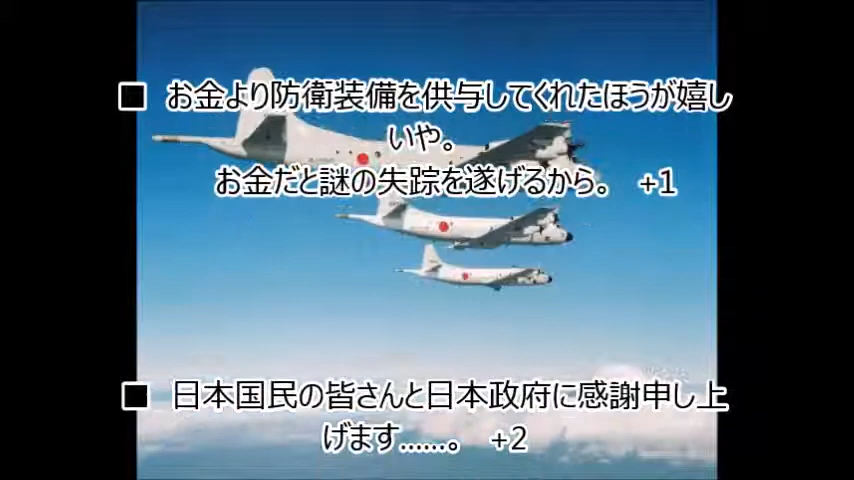 ■ お金より防衛装備を供与してくれたほうが嬉し
いや。
お金だと謎の失踪を遂げるから。 +1
■ 日本国民の皆さんと日本政府に感謝申し上
げます……。 +2